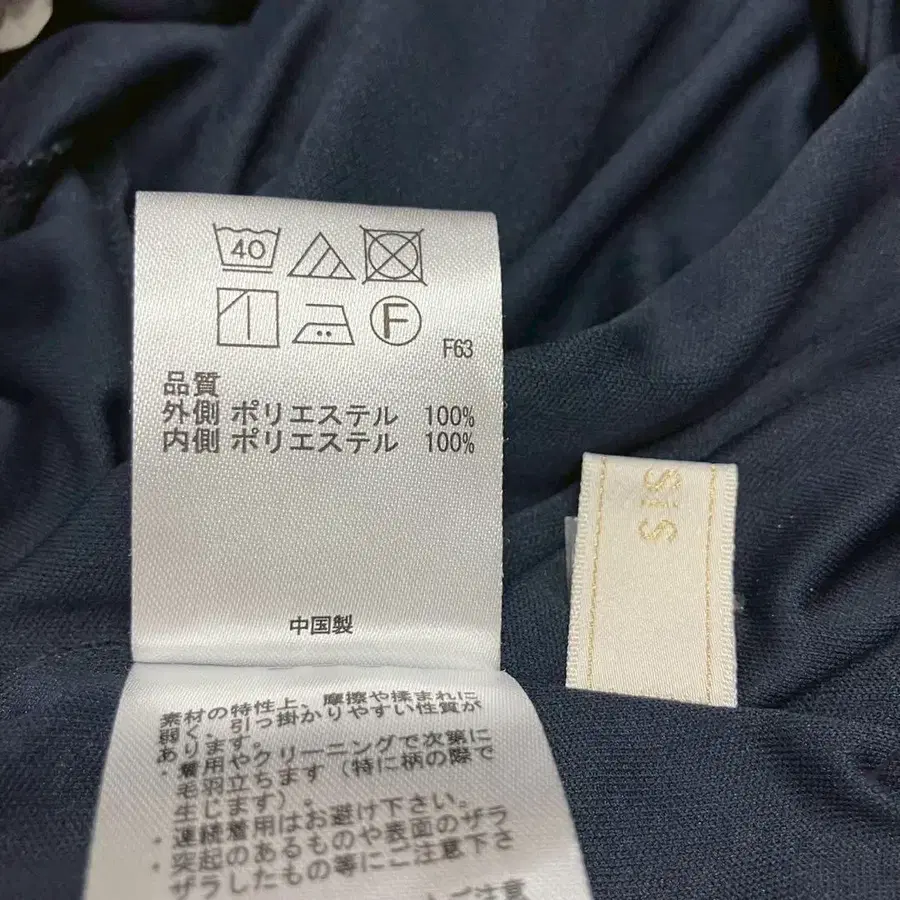 40
F
F63
品質
外側 ポリエステル 100%
内側 ポリエステル 100%
中国製
素材の特性上、摩擦や揉まれに
弱く、引っ掛かりやすい性質が
あります。
・着用やクリーニングで次第に
毛羽立ちます（特に柄の際で
生じます）。
・連続着用はお避け下さい。
・突起のあるものや表面のザラ
ザラしたもの等にご注意下さ
ご注意
SiS